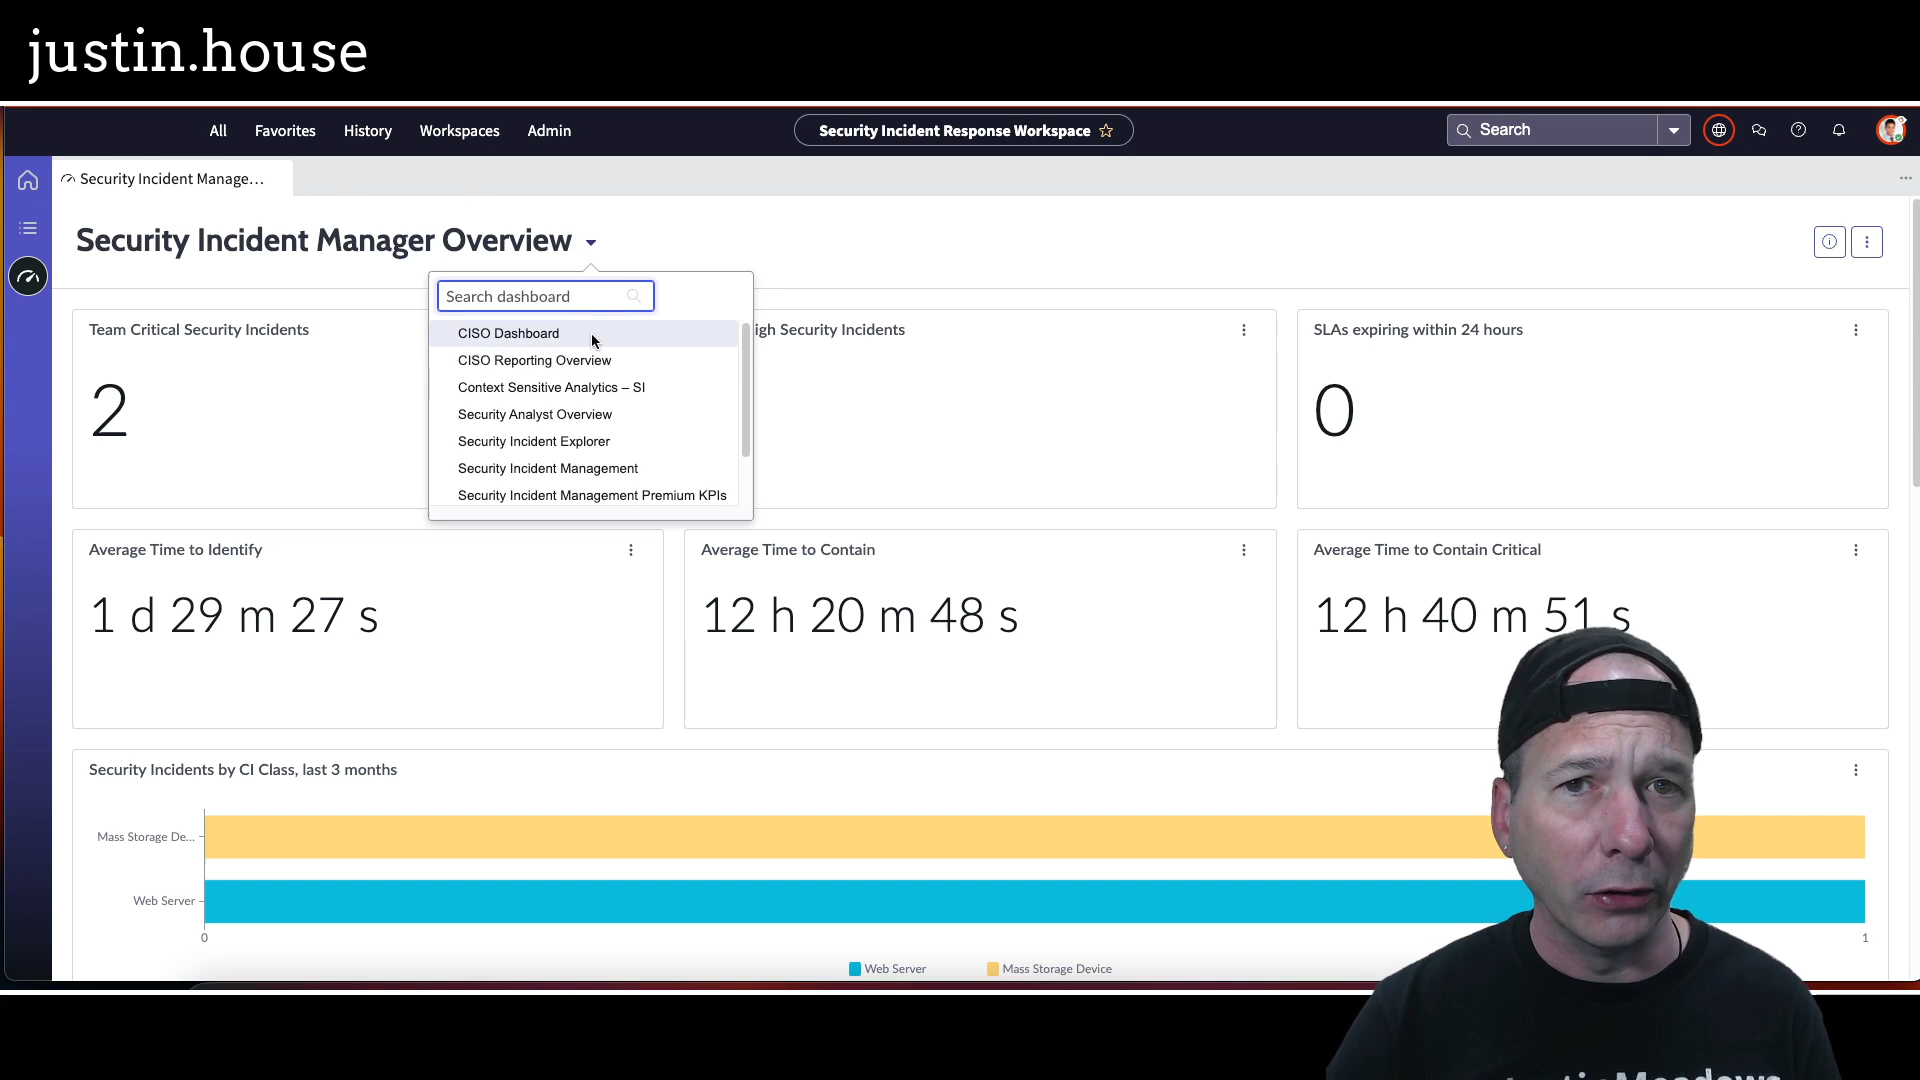 justin.house
All Favorites History Workspaces Admin
Security Incident Response Workspace
Search
Security Incident Manage...
Security Incident Manager Overview
Search dashboard
CISO Dashboard
CISO Reporting Overview
Context Sensitive Analytics – SI
Security Analyst Overview
Security Incident Explorer
Security Incident Management
Security Incident Management Premium KPIs
Team Critical Security Incidents
2
Security Incidents
SLAs expiring within 24 hours
0
Average Time to Identify
1 d 29 m 27 s
Average Time to Contain
12 h 20 m 48 s
Average Time to Contain Critical
12 h 40 m 51 s
Security Incidents by CI Class, last 3 months
Mass Storage De...
Web Server
0
1
Web Server
Mass Storage Device